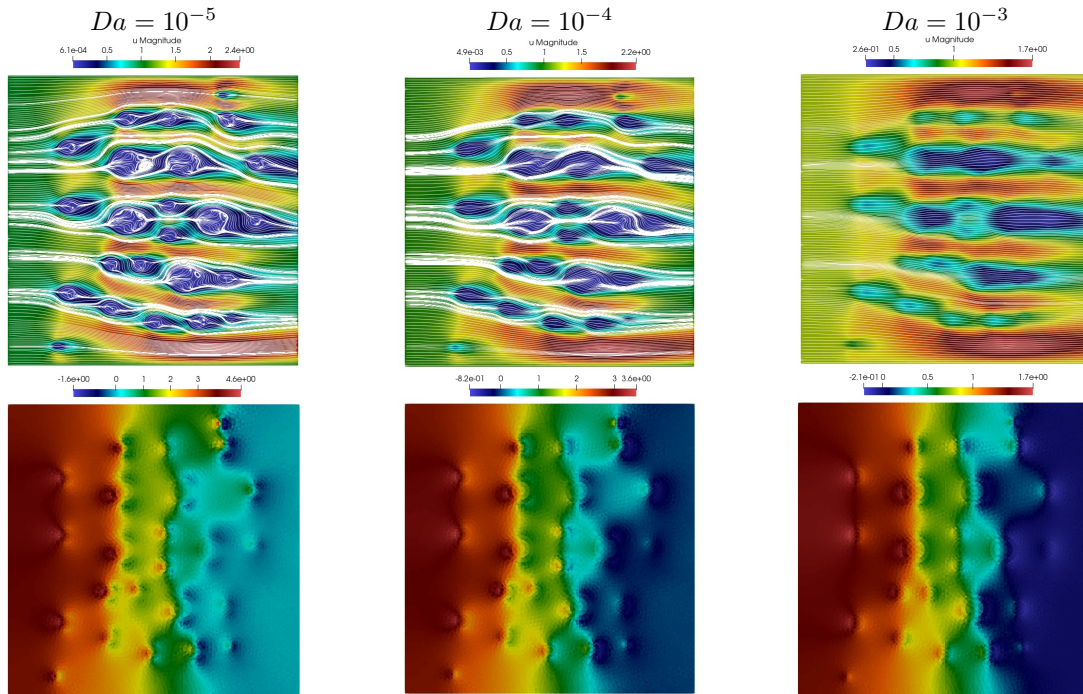 Da = 10⁻⁵
u Magnitude
6.1e-04 0.5 1 1.5 2 2.4e+00
Da = 10⁻⁴
u Magnitude
4.9e-03 0.5 1 1.5 2.2e+00
Da = 10⁻³
u Magnitude
2.6e-01 0.5 1 1.7e+00
-1.6e+00 0 1 2 3 4.6e+00
-8.2e-01 0 1 2 3 3.6e+00
-2.1e-01 0 0.5 1 1.7e+00